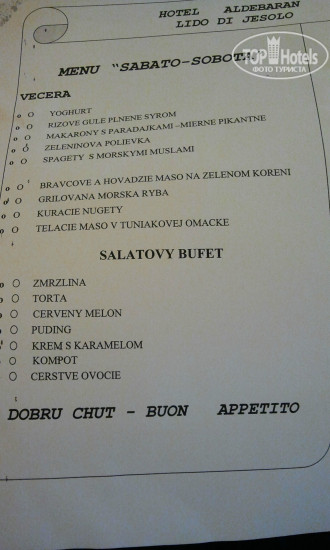 HOTEL ALDEBARAN
LIDO DI JESOLO
TOP Hotels
ФОТО ТУРИСТА
MENU "SABATO-SOBOTA
VECERA
YOGHURT
RIZOVE GULE PLNENE SYROM
MAKARONY S PARADAJKAMI –MIERNE PIKANTNE
ZELENINOVA POLIEVKA
SPAGETY S MORSKYMI MUSLAMI
BRAVCOVE A HOVADZIE MASO NA ZELENOM KORENI
GRILOVANA MORSKA RYBA
KURACIE NUGETY
TELACIE MASO V TUNIAKOVEJ OMACKE
SALATOVY BUFET
ZMRZLINA
TORTA
CERVENY MELON
PUDING
KREM S KARAMELOM
KOMPOT
CERSTVE OVOCIE
DOBRU CHUT - BUON APPETITO